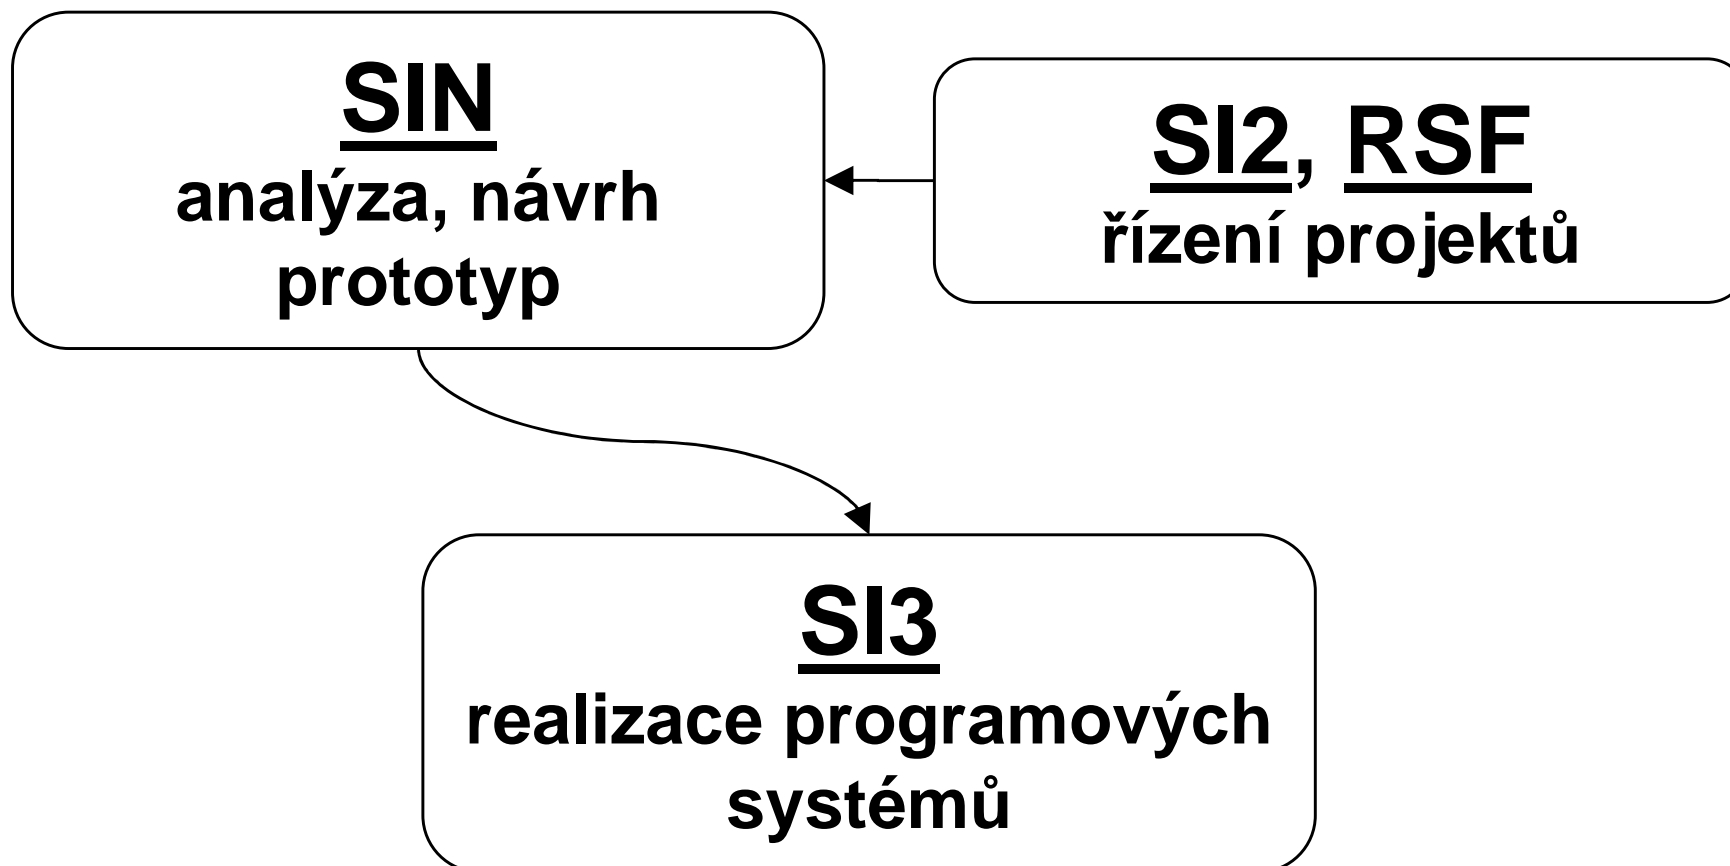 SIN
analýza, návrh
prototyp
SI2, RSF
řízení projektů
SI3
realizace programových
systémů